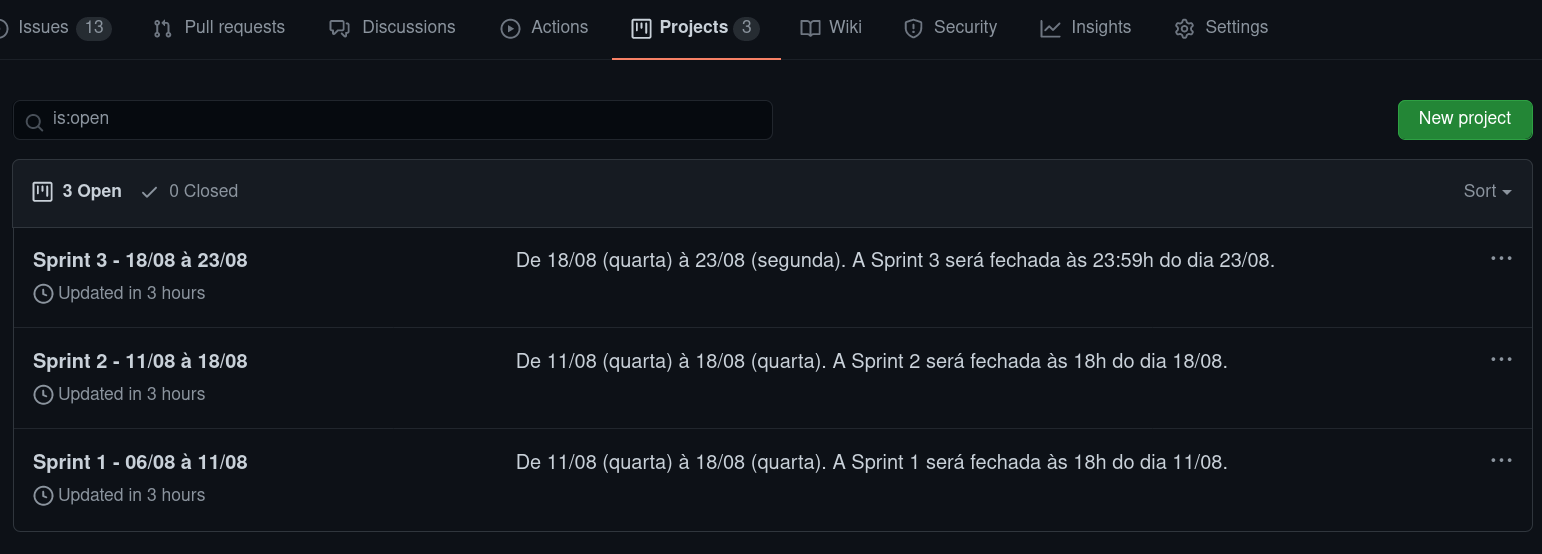 Issues 13 Pull requests Discussions Actions Projects 3 Wiki Security Insights Settings
is:open
New project
3 Open 0 Closed Sort
Sprint 3 - 18/08 à 23/08 De 18/08 (quarta) à 23/08 (segunda). A Sprint 3 será fechada às 23:59h do dia 23/08.
Updated in 3 hours
Sprint 2 - 11/08 à 18/08 De 11/08 (quarta) à 18/08 (quarta). A Sprint 2 será fechada às 18h do dia 18/08.
Updated in 3 hours
Sprint 1 - 06/08 à 11/08 De 11/08 (quarta) à 18/08 (quarta). A Sprint 1 será fechada às 18h do dia 11/08.
Updated in 3 hours